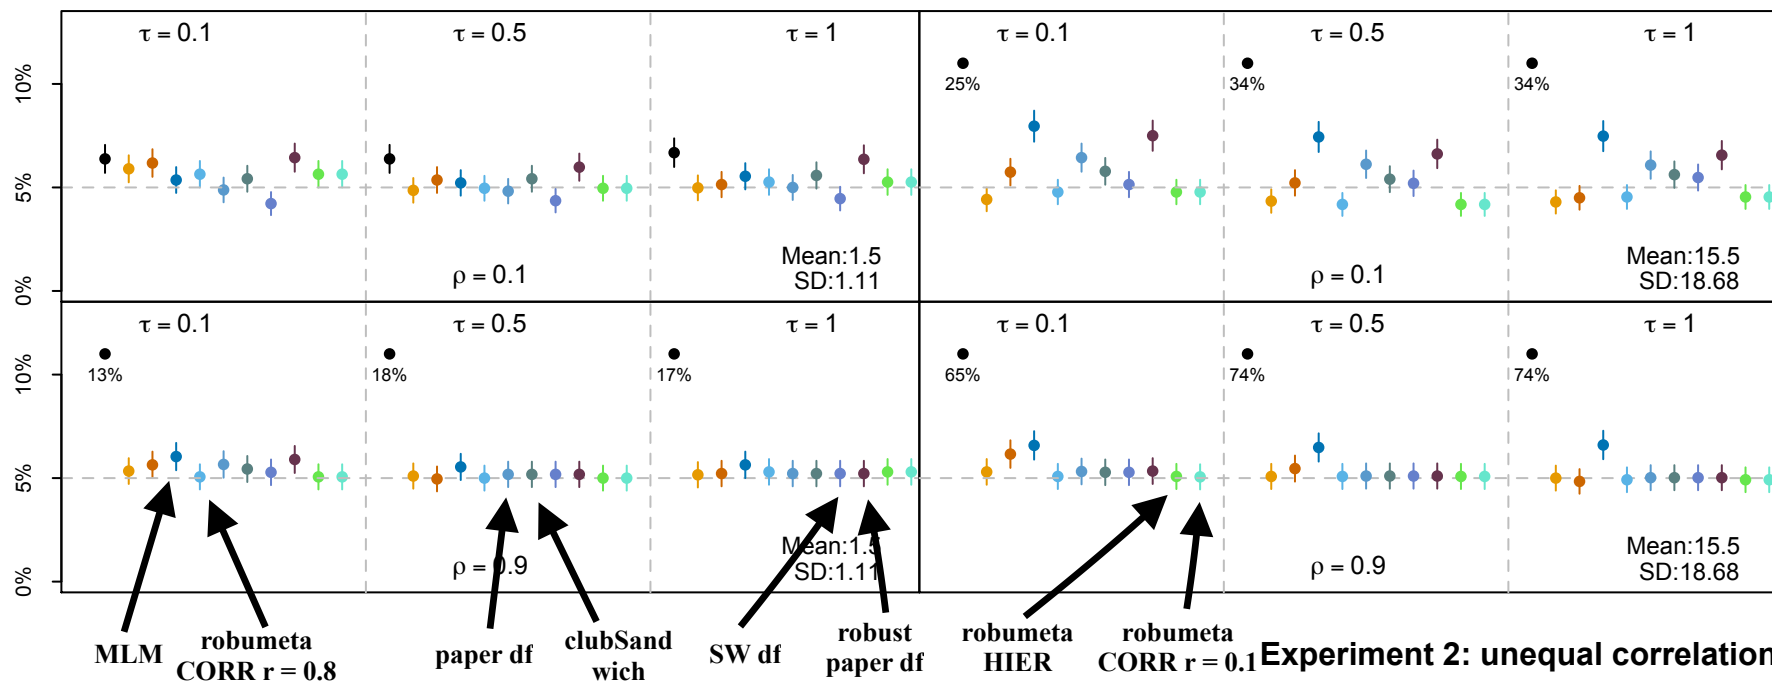 τ = 0.1 τ = 0.5 τ = 1 τ = 0.1 τ = 0.5 τ = 1
10%
25% 34% 34%
5%
Mean:1.5 Mean:15.5
ρ = 0.1 SD:1.11 ρ = 0.1 SD:18.68
0%
τ = 0.1 τ = 0.5 τ = 1 τ = 0.1 τ = 0.5 τ = 1
10%
13% 18% 17% 65% 74% 74%
5%
Mean:1.5 Mean:15.5
ρ = 0.9 SD:1.11 ρ = 0.9 SD:18.68
0%
MLM
robumeta
CORR r = 0.8
paper df
clubSand
wich
SW df
robust
paper df
robumeta
HIER
robumeta
CORR r = 0.1
Experiment 2: unequal correlation